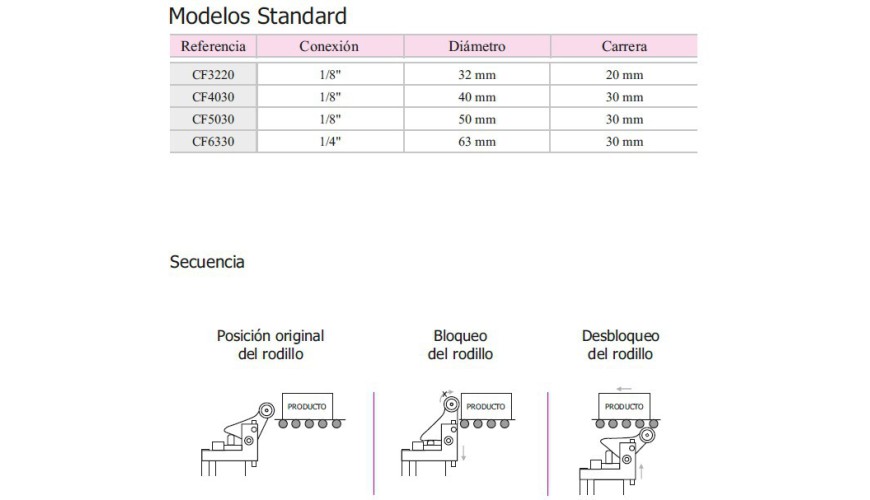 Modelos Standard
Referencia Conexión Diámetro Carrera
CF3220 1/8" 32 mm 20 mm
CF4030 1/8" 40 mm 30 mm
CF5030 1/8" 50 mm 30 mm
CF6330 1/4" 63 mm 30 mm
Secuencia
Posición original
del rodillo
Bloqueo
del rodillo
Desbloqueo
del rodillo
PRODUCTO
X
PRODUCTO
PRODUCTO